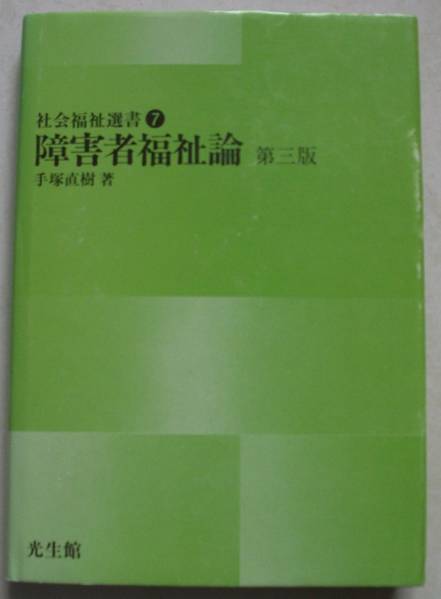 社会福祉選書❼
障害者福祉論 第三版
手塚直樹 著
光生館